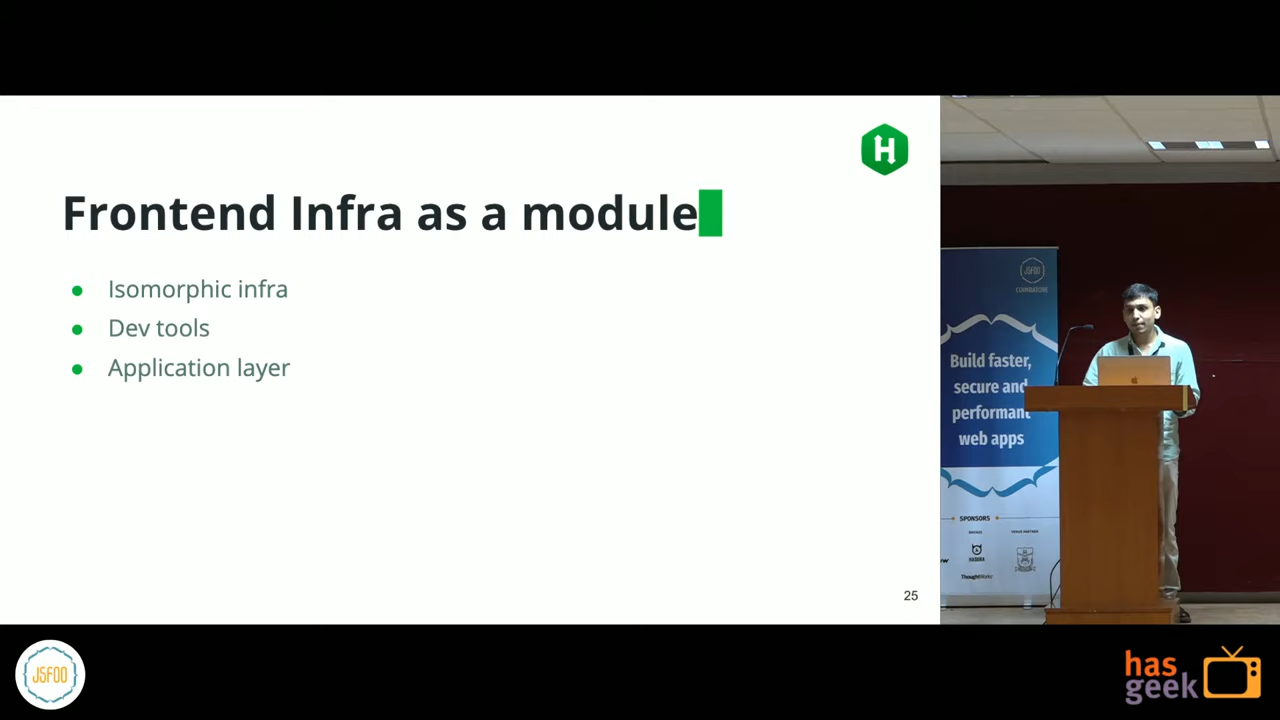 H
Frontend Infra as a module
● Isomorphic infra
● Dev tools
● Application layer
25
JSFOO
COIMBATORE
Build faster,
secure and
performant
web apps
SPONSORS
HASURA
ThoughtWorks
JSFOO
has
geek